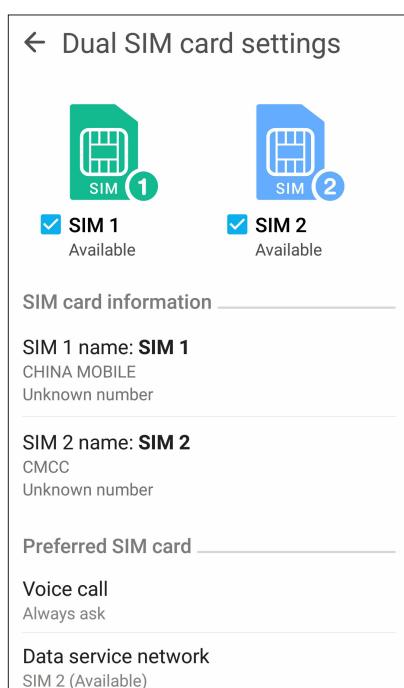 Dual SIM card settings
SIM 1
SIM 2
SIM 1
SIM 2
Available
Available
SIM card information
SIM 1 name: SIM 1
CHINA MOBILE
Unknown number
SIM 2 name: SIM 2
CMCC
Unknown number
Preferred SIM card
Voice call
Always ask
Data service network
SIM 2 (Available)